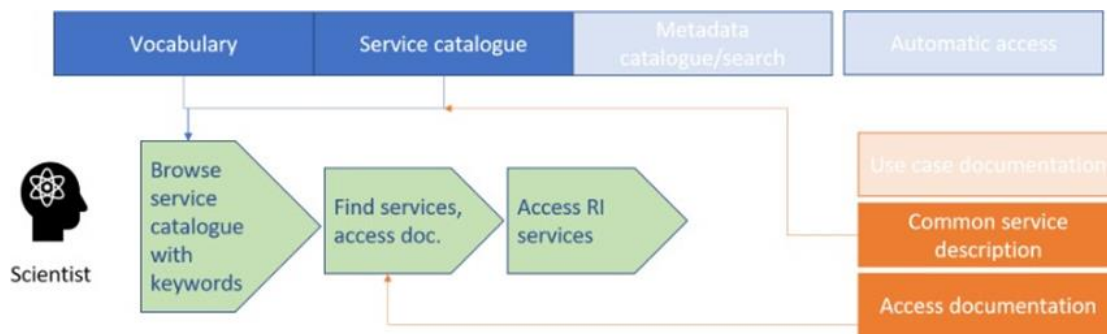 Vocabulary
Service catalogue
Metadata
catalogue/search
Automatic access
Use case documentation
Common service
description
Access documentation
Browse
service
catalogue
with
keywords
Find services,
access doc.
Access RI
services
Scientist